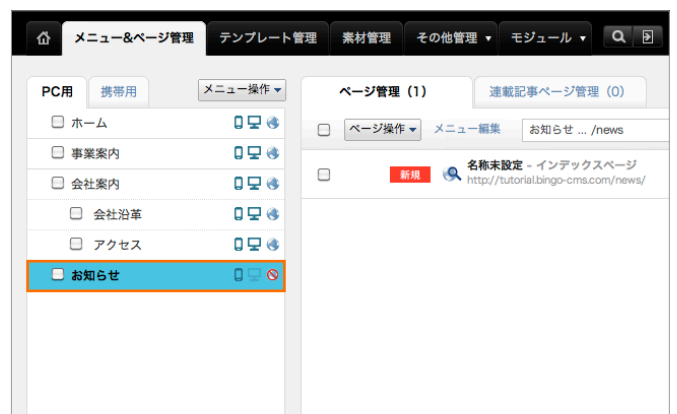 メニュー&ページ管理 テンプレート管理 素材管理 その他管理 ▼ モジュール ▼
PC用 携帯用 メニュー操作▼
ページ管理（1） 連載記事ページ管理（0）
ホーム
事業案内
会社案内
会社沿革
アクセス
お知らせ
ページ操作▼ メニュー編集 お知らせ ... /news
新規 名称未設定 – インデックスページ
http://tutorial.bingo-cms.com/news/